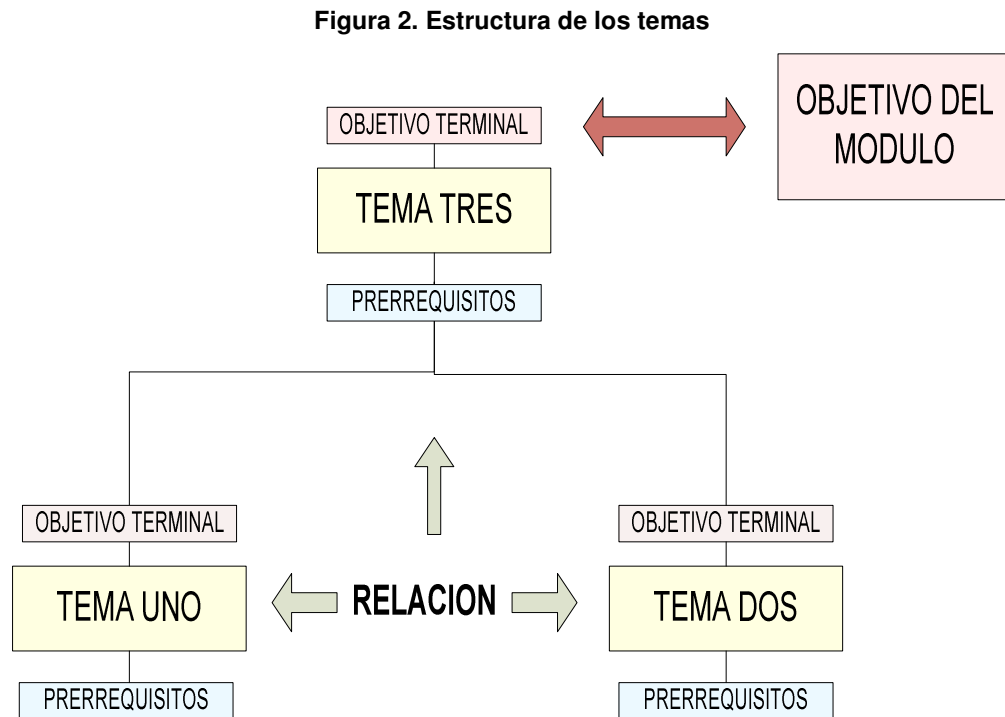 Figura 2. Estructura de los temas
OBJETIVO DEL
MODULO
OBJETIVO TERMINAL
TEMA TRES
PRERREQUISITOS
OBJETIVO TERMINAL
OBJETIVO TERMINAL
TEMA UNO
RELACION
TEMA DOS
PRERREQUISITOS
PRERREQUISITOS